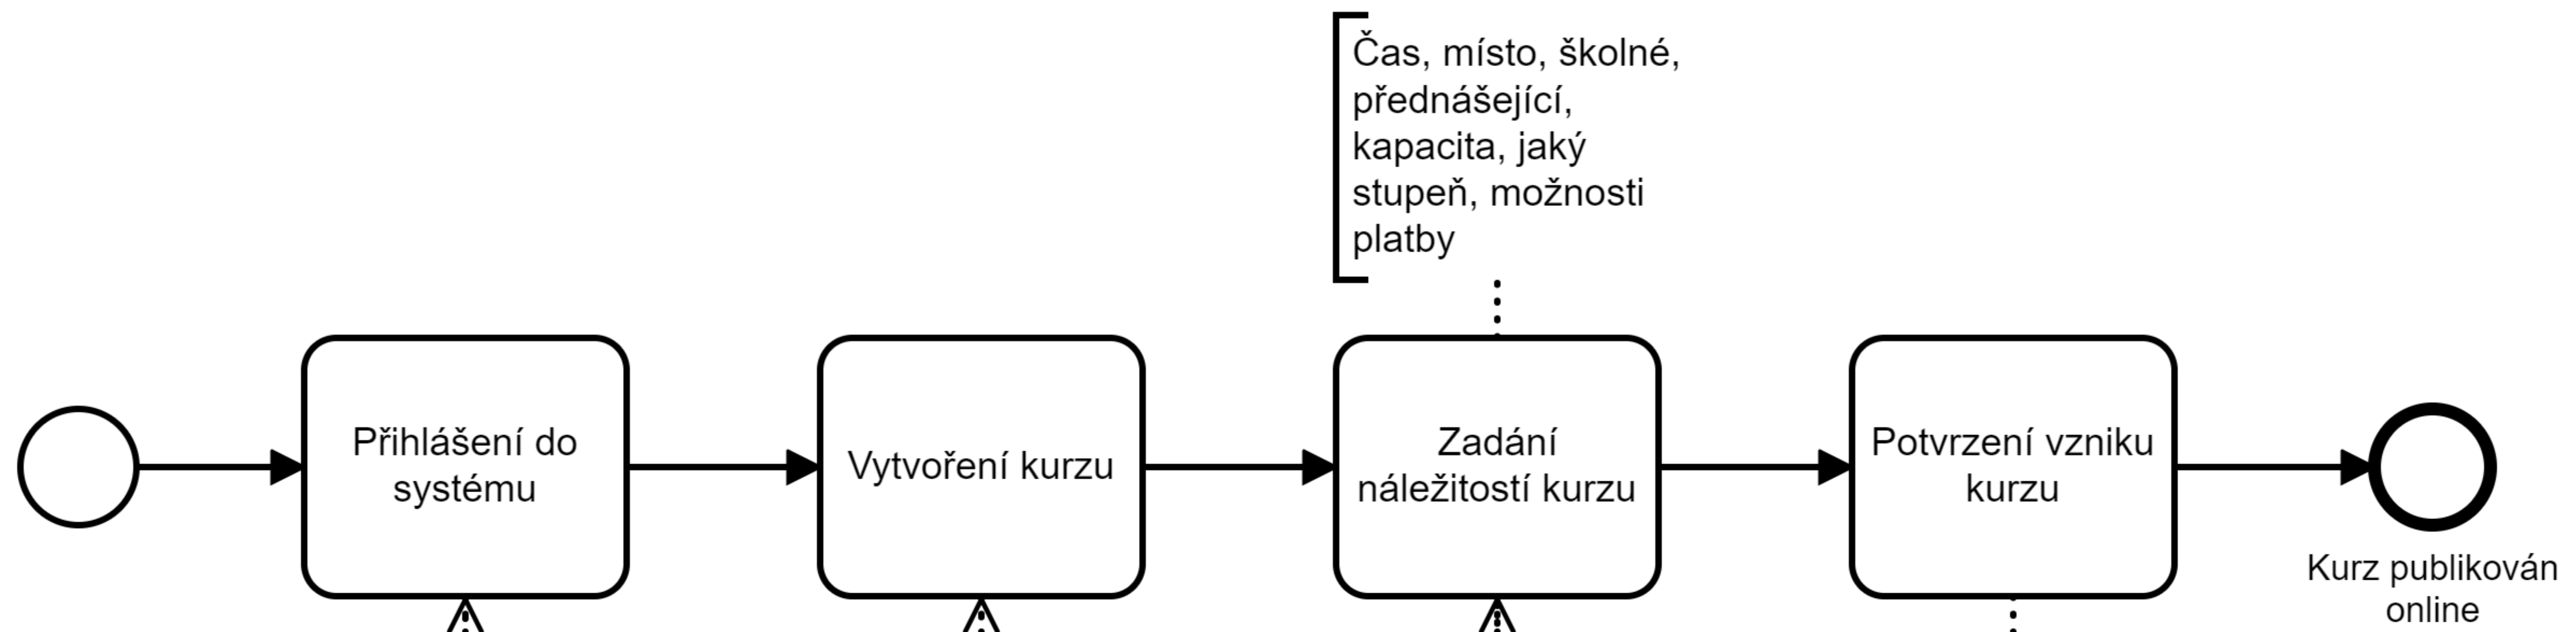 Čas, místo, školné,
přednášející,
kapacita, jaký
stupeň, možnosti
platby
Přihlášení do
systému
Vytvoření kurzu
Zadání
náležitostí kurzu
Potvrzení vzniku
kurzu
Kurz publikován
online